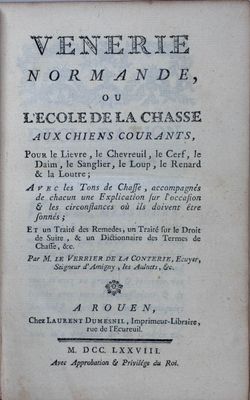 VENERIE
NORMANDE,
OU
L'ECOLE DE LA CHASSE
AUX CHIENS COURANTS,
POUR le Lievre, le Chevreuil, le Cerf, le
Daim, le Sanglier, le Loup, le Renard
& la Loutre;
AVEC les Tons de Chasse, accompagnés
de chacun une Explication sur l'occasion
& les circonstances où ils doivent être
sonnés;
ET un Traité des Remedes, un Traité sur le Droit
de Suite, & un Dictionnaire des Termes de
Chasse, &c.
Par M. LE VERRIER DE LA CONTERIE, Ecuyer,
Seigneur d'Amigny, les Aulnets, &c.
A ROUEN,
Chez LAURENT DUMESNIL, Imprimeur-Libraire,
rue de l'Ecureuil.
M. DCC. LXXVIII.
Avec Approbation & Privilége du Roi.